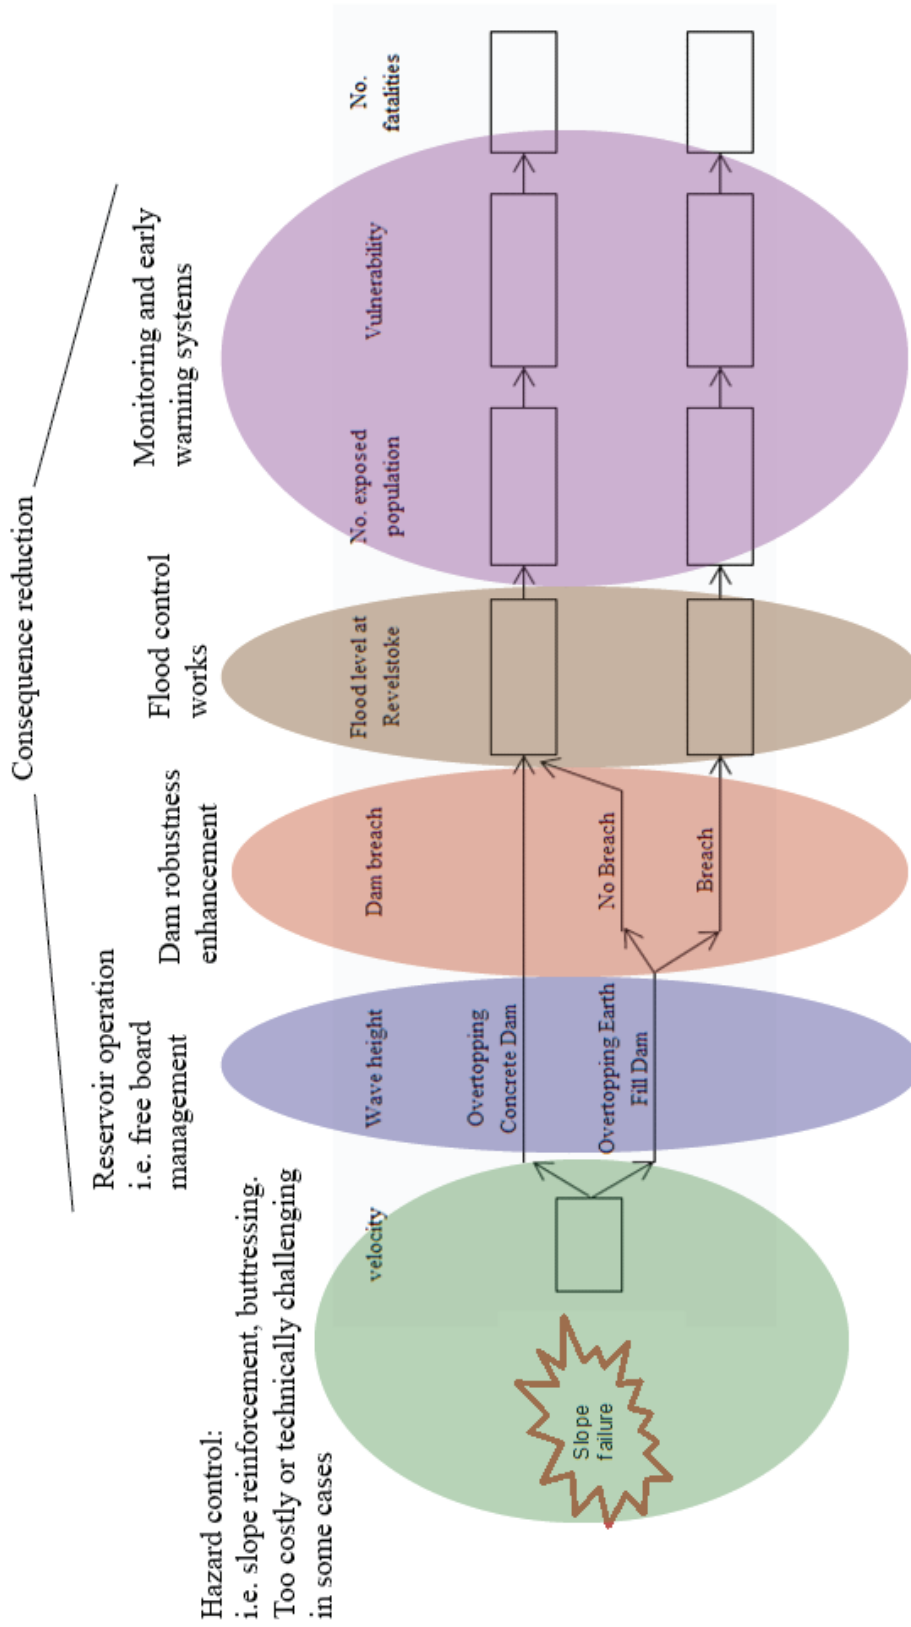 Consequence reduction
Reservoir operation
i.e. free board
management
Dam robustness
enhancement
Flood control
works
Monitoring and early
warning systems
Hazard control:
i.e. slope reinforcement, buttressing.
Too costly or technically challenging
in some cases
velocity
Wave height
Dam breach
Flood level at
Revelstoke
No. exposed
population
Vulnerability
No.
fatalities
Slope
failure
Overtopping
Concrete Dam
Overtopping Earth
Fill Dam
No Breach
Breach